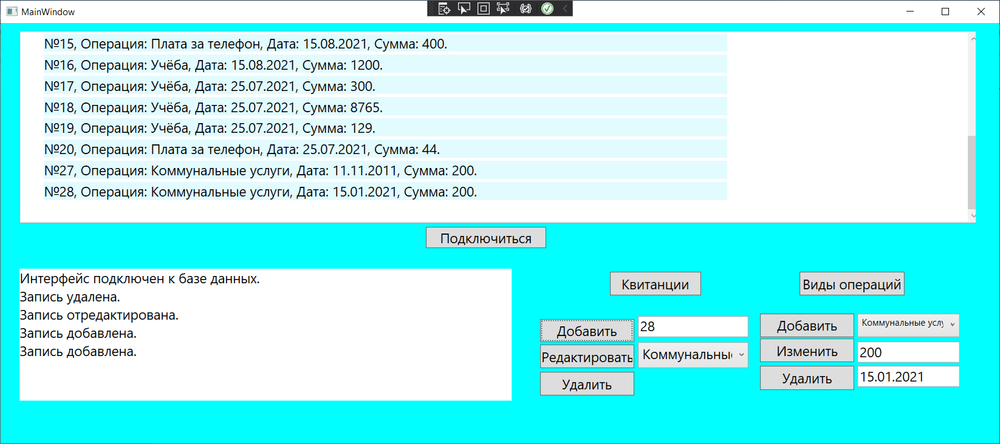 MainWindow
№15, Операция: Плата за телефон, Дата: 15.08.2021, Сумма: 400.
№16, Операция: Учёба, Дата: 15.08.2021, Сумма: 1200.
№17, Операция: Учёба, Дата: 25.07.2021, Сумма: 300.
№18, Операция: Учёба, Дата: 25.07.2021, Сумма: 8765.
№19, Операция: Учёба, Дата: 25.07.2021, Сумма: 129.
№20, Операция: Плата за телефон, Дата: 25.07.2021, Сумма: 44.
№27, Операция: Коммунальные услуги, Дата: 11.11.2011, Сумма: 200.
№28, Операция: Коммунальные услуги, Дата: 15.01.2021, Сумма: 200.
Подключиться
Интерфейс подключен к базе данных.
Запись удалена.
Запись отредактирована.
Запись добавлена.
Запись добавлена.
Квитанции
Виды операций
Добавить
28
Редактировать
Коммунальные
Удалить
Добавить
Коммунальные услу
Изменить
200
Удалить
15.01.2021